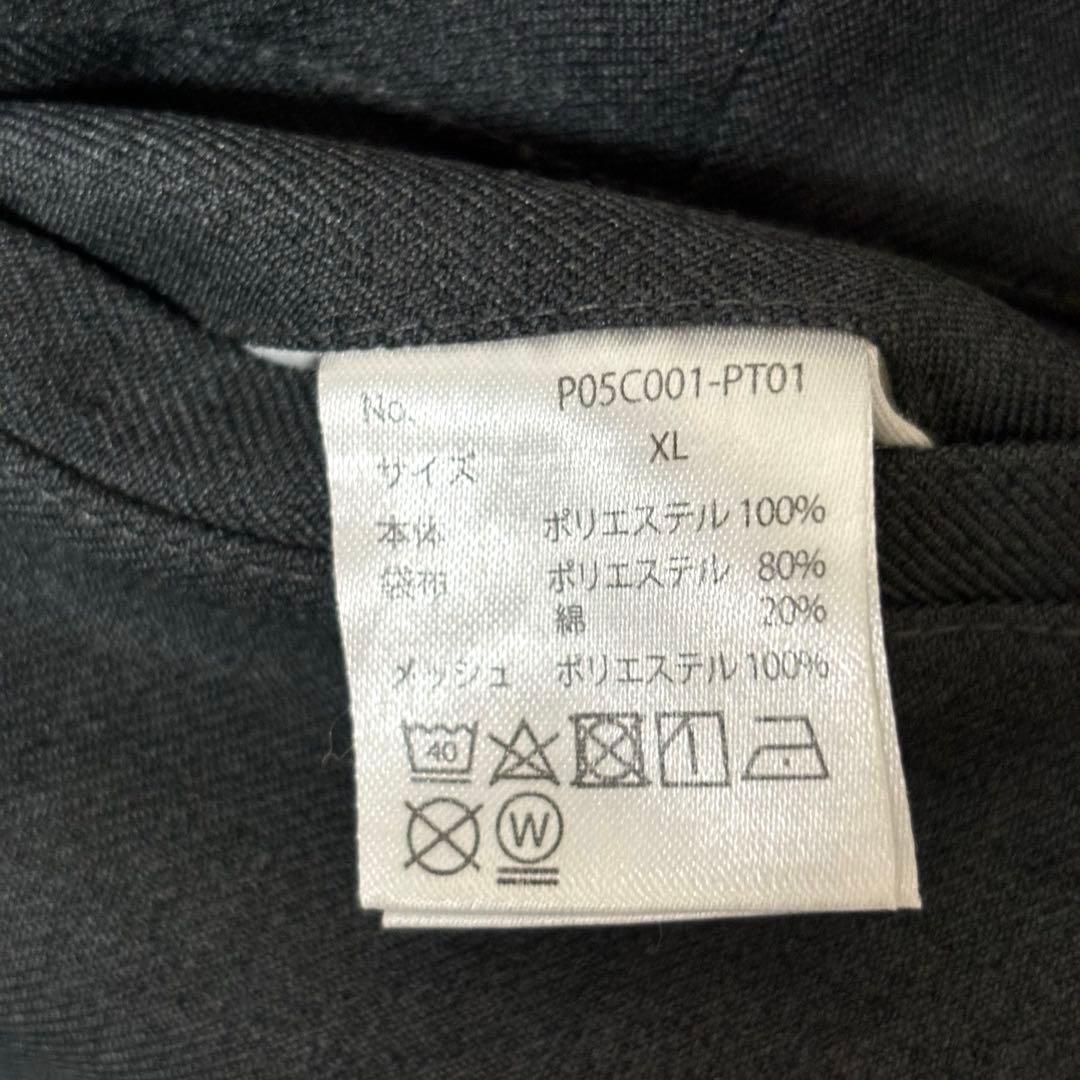 No. P05C001-PT01
サイズ XL
本体 ポリエステル 100%
袋布 ポリエステル 80%
綿 20%
メッシュ ポリエステル 100%
40
W